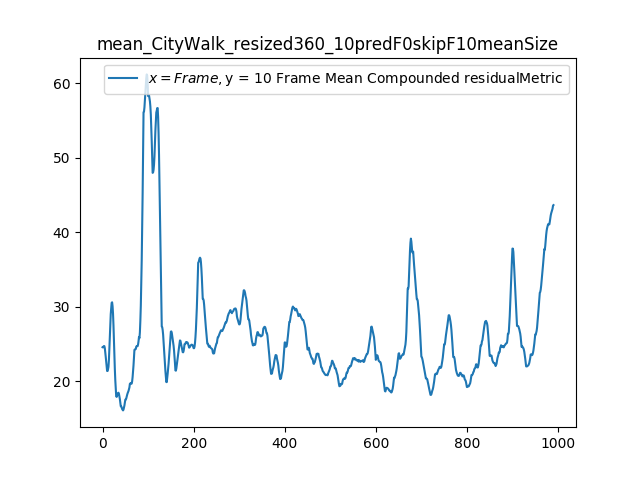 mean_CityWalk_resized360_10predF0skipF10meanSize
x = Frame, y = 10 Frame Mean Compounded residualMetric
60
50
40
30
20
0 200 400 600 800 1000